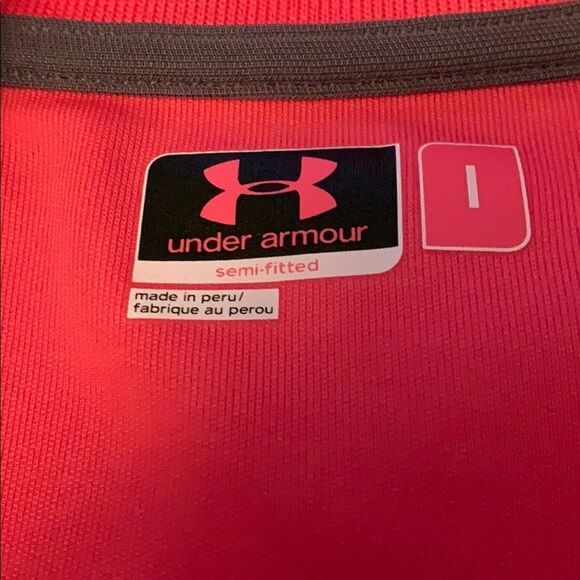 under armour
semi-fitted
made in peru/
fabrique au perou